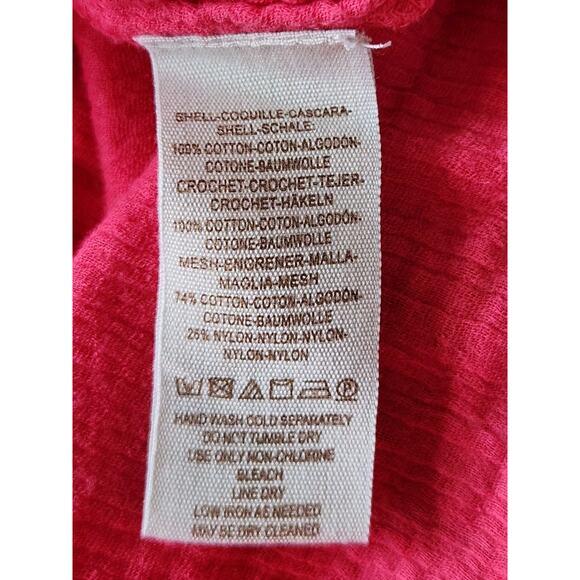 SHELL-COQUILLE-CASCARA-
SHELL-SCHALE:
100% COTTON-COTON-ALGODON-
COTONE-BAUMWOLLE
CROCHET-CROCHET-TEJER-
CROCHET-HÄKELN
100% COTTON-COTON-ALGODÓN-
COTONE-BAUMWOLLE
MESH-ENGRENER-MALLA-
MAGLIA-MESH
74% COTTON-COTON-ALGODON-
COTONE-BAUMWOLLE
26% NYLON-NYLON-NYLON-
NYLON-NYLON
HAND WASH COLD SEPARATELY
DO NOT TUMBLE DRY
USE ONLY NON-CHLORINE
BLEACH
LINE DRY
LOW IRON AS NEEDED
MAY BE DRY CLEANED